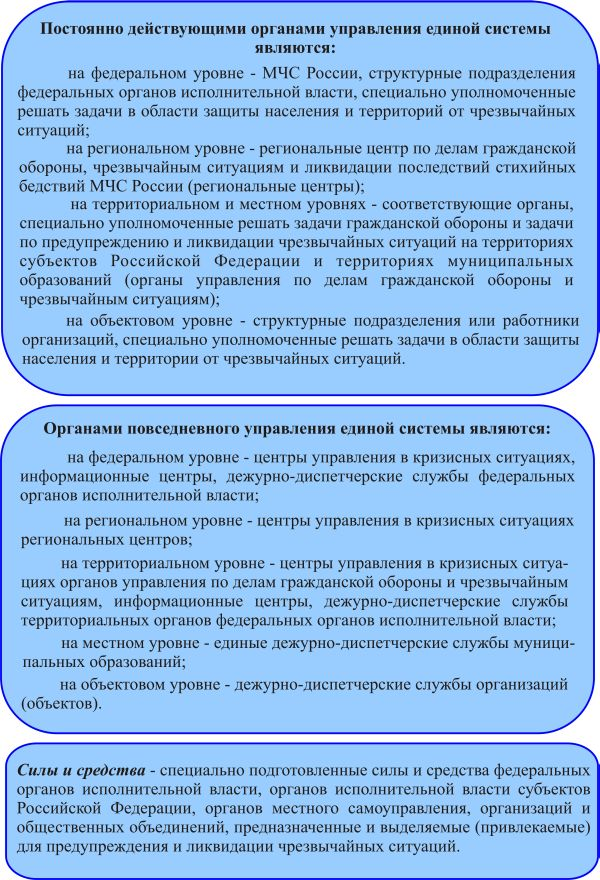 Постоянно действующими органами управления единой системы
являются:
на федеральном уровне - МЧС России, структурные подразделения
федеральных органов исполнительной власти, специально уполномоченные
решать задачи в области защиты населения и территорий от чрезвычайных
ситуаций;
на региональном уровне - региональные центр по делам гражданской
обороны, чрезвычайным ситуациям и ликвидации последствий стихийных
бедствий МЧС России (региональные центры);
на территориальном и местном уровнях - соответствующие органы,
специально уполномоченные решать задачи гражданской обороны и задачи
по предупреждению и ликвидации чрезвычайных ситуаций на территориях
субъектов Российской Федерации и территориях муниципальных
образований (органы управления по делам гражданской обороны и
чрезвычайным ситуациям);
на объектовом уровне - структурные подразделения или работники
организаций, специально уполномоченные решать задачи в области защиты
населения и территории от чрезвычайных ситуаций.
Органами повседневного управления единой системы являются:
на федеральном уровне - центры управления в кризисных ситуациях,
информационные центры, дежурно-диспетчерские службы федеральных
органов исполнительной власти;
на региональном уровне - центры управления в кризисных ситуациях
региональных центров;
на территориальном уровне - центры управления в кризисных ситуа-
циях органов управления по делам гражданской обороны и чрезвычайным
ситуациям, информационные центры, дежурно-диспетчерские службы
территориальных органов федеральных органов исполнительной власти;
на местном уровне - единые дежурно-диспетчерские службы муници-
пальных образований;
на объектовом уровне - дежурно-диспетчерские службы организаций
(объектов).
Силы и средства - специально подготовленные силы и средства федеральных
органов исполнительной власти, органов исполнительной власти субъектов
Российской Федерации, органов местного самоуправления, организаций и
общественных объединений, предназначенные и выделяемые (привлекаемые)
для предупреждения и ликвидации чрезвычайных ситуаций.